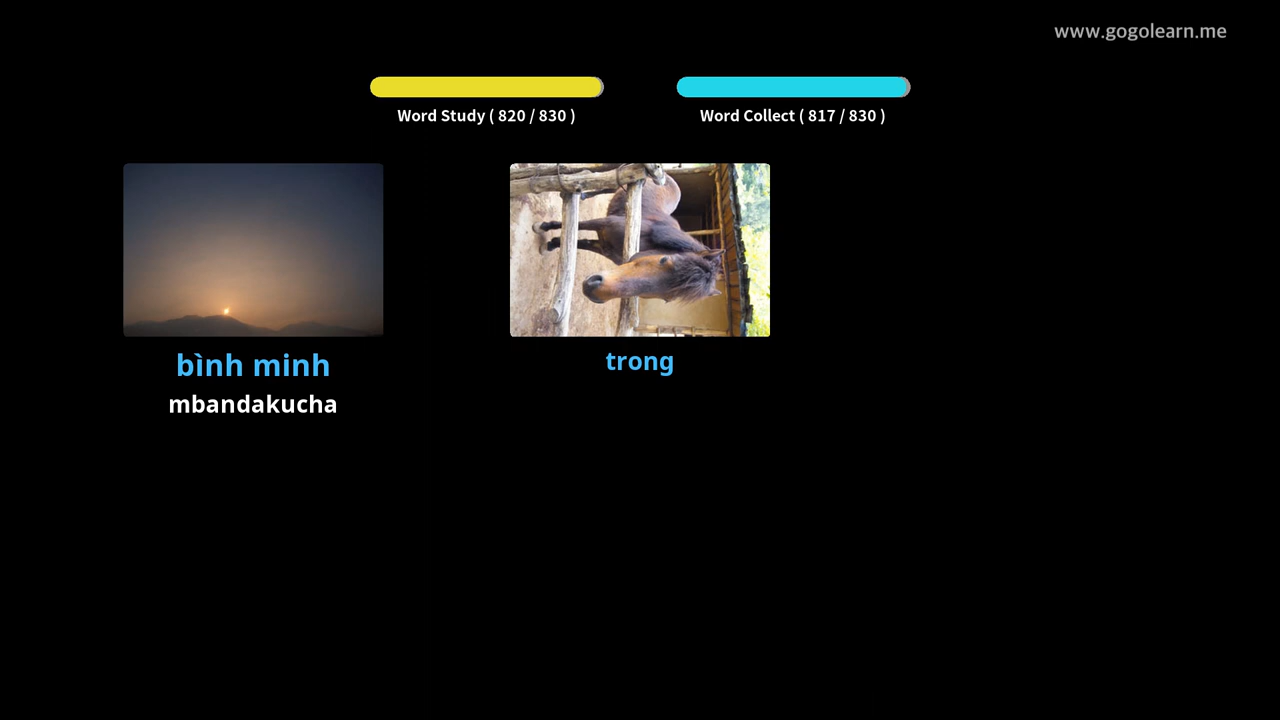 www.gogolearn.me
Word Study ( 820 / 830 )
Word Collect ( 817 / 830 )
bình minh
mbandakucha
trong